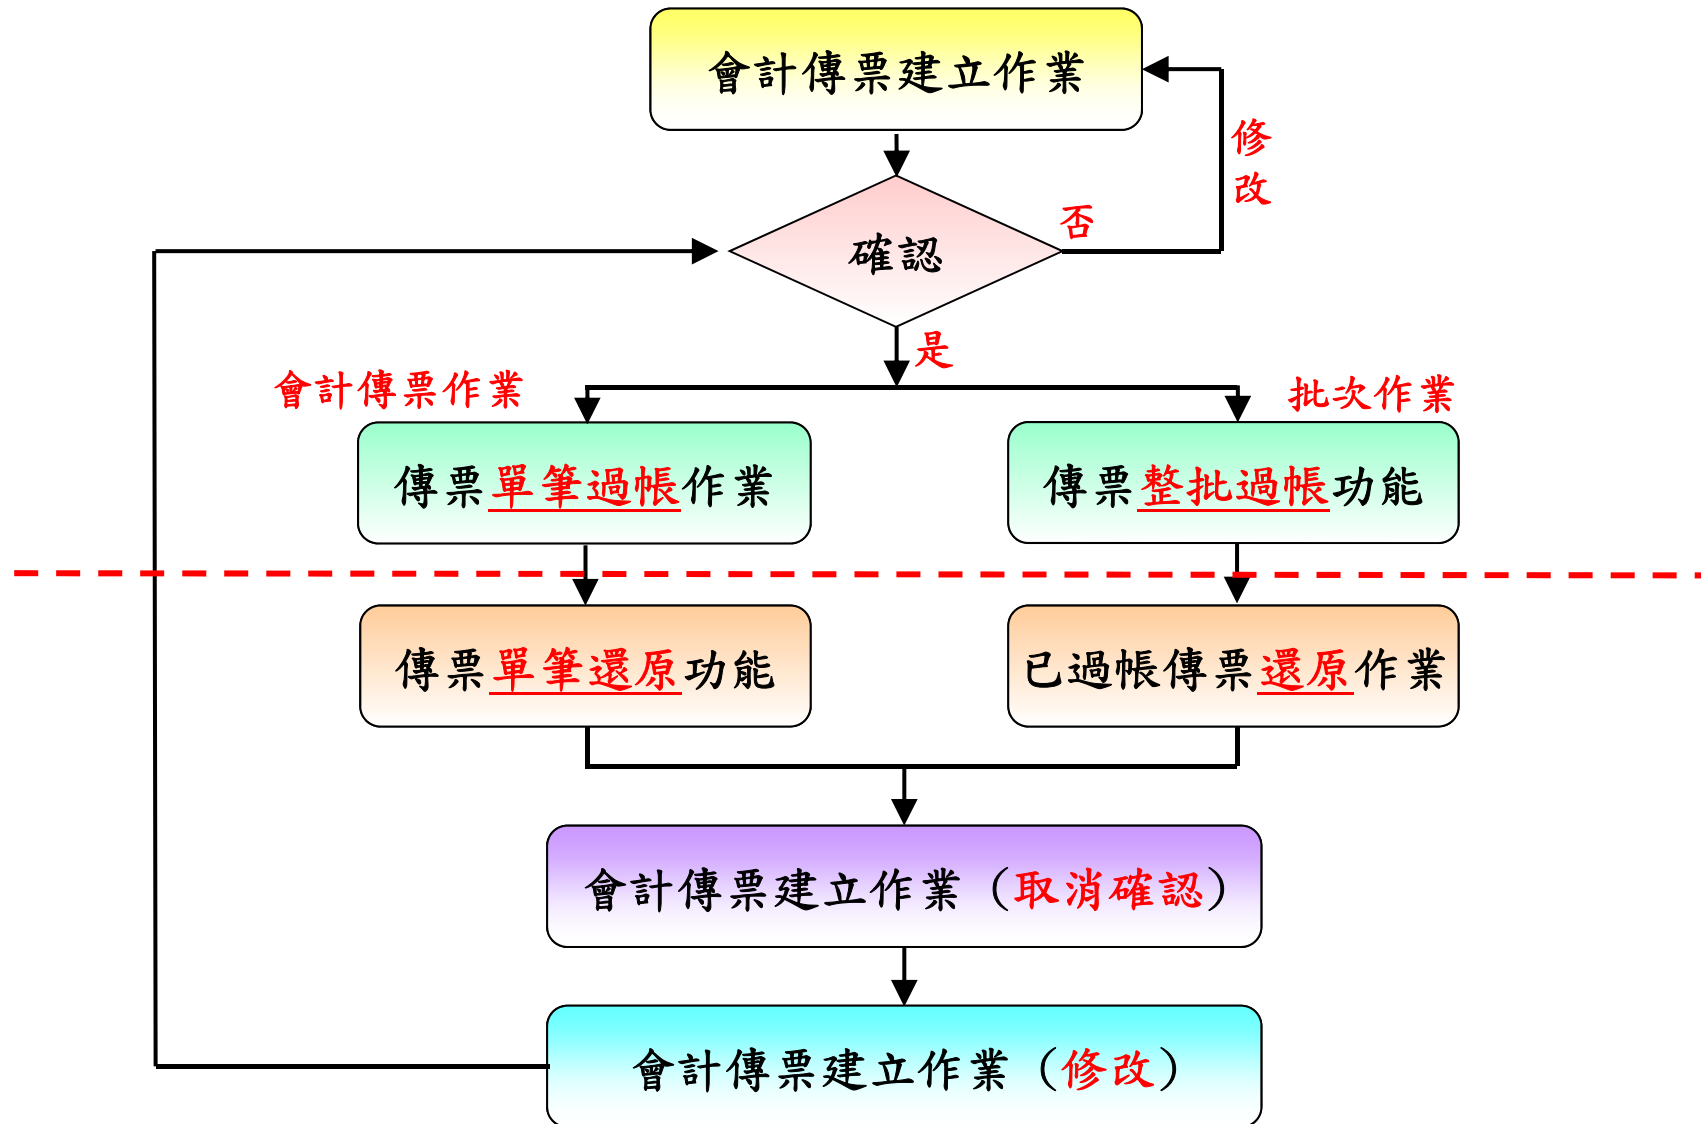 會計傳票建立作業
修
改
否
確認
是
會計傳票作業
批次作業
傳票單筆過帳作業
傳票整批過帳功能
傳票單筆還原功能
已過帳傳票還原作業
會計傳票建立作業（取消確認）
會計傳票建立作業（修改）